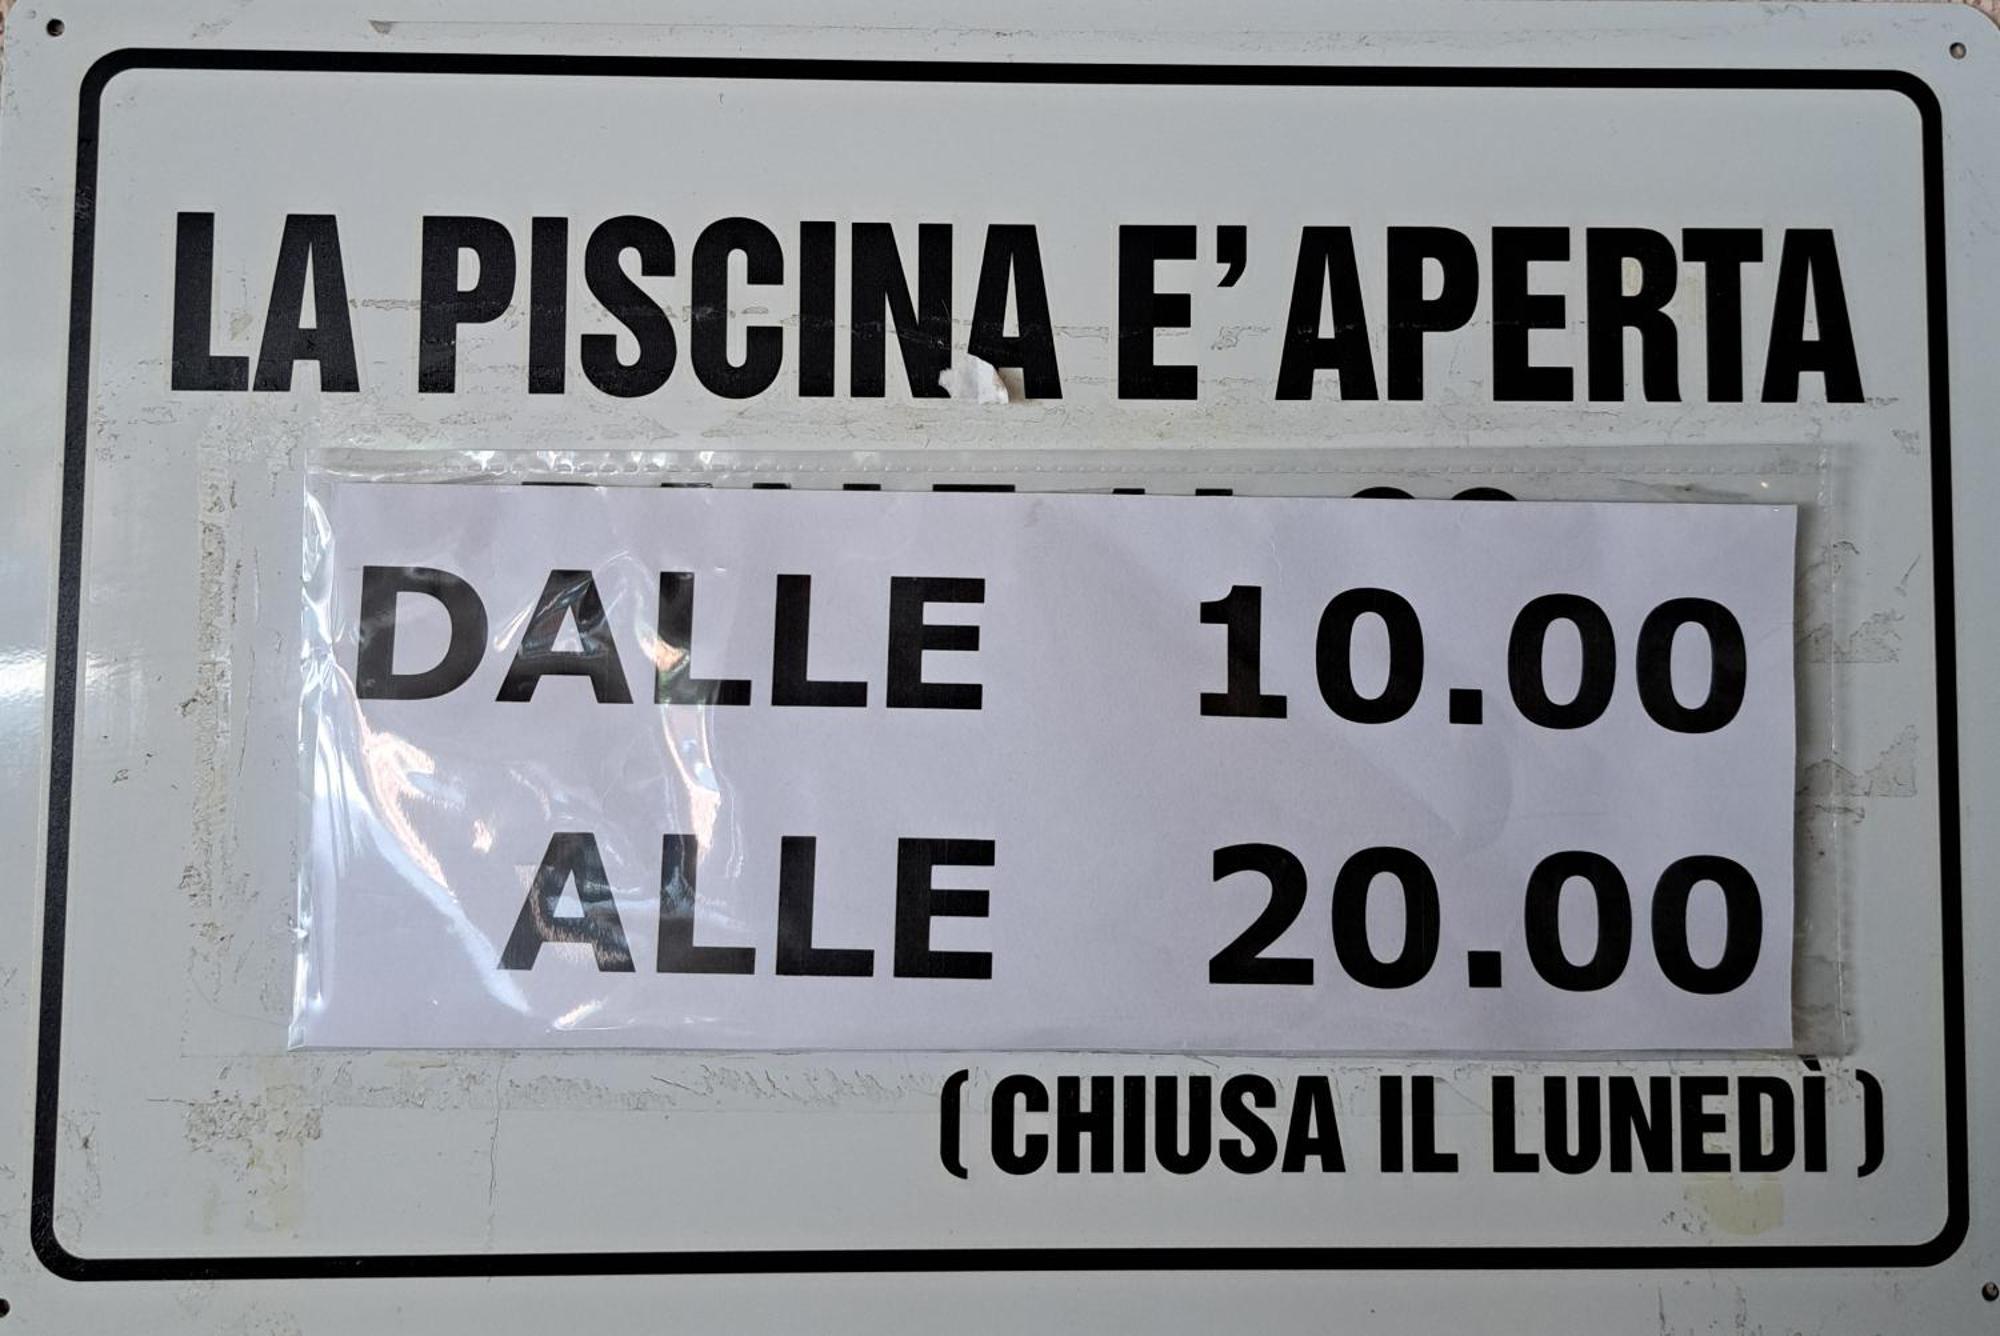 LA PISCINA E' APERTA
DALLE 10.00
ALLE 20.00
( CHIUSA IL LUNEDÌ )